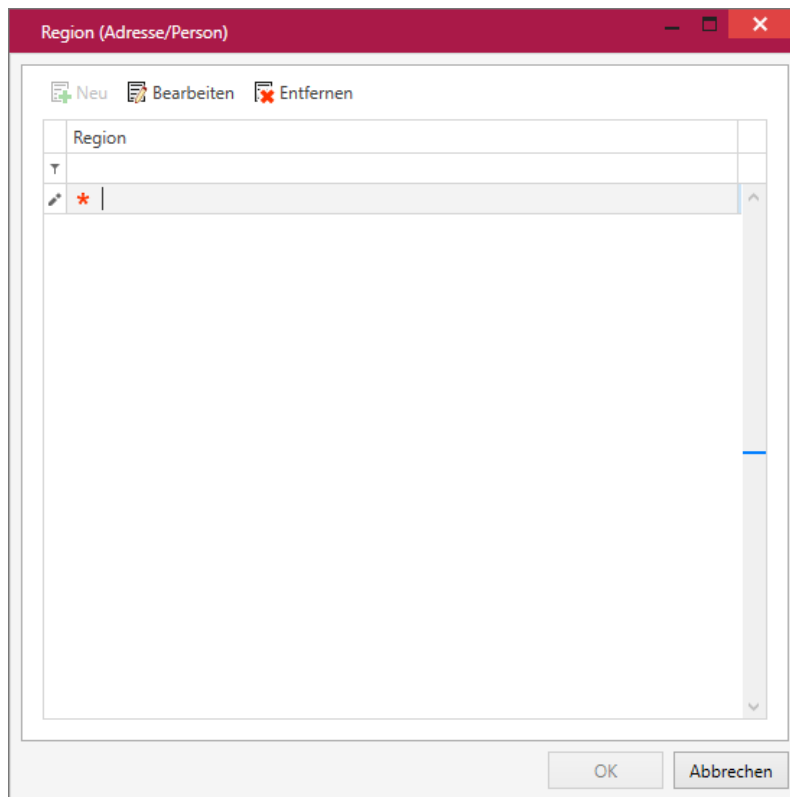 Region (Adresse/Person)
Neu Bearbeiten Entfernen
Region
*
OK Abbrechen